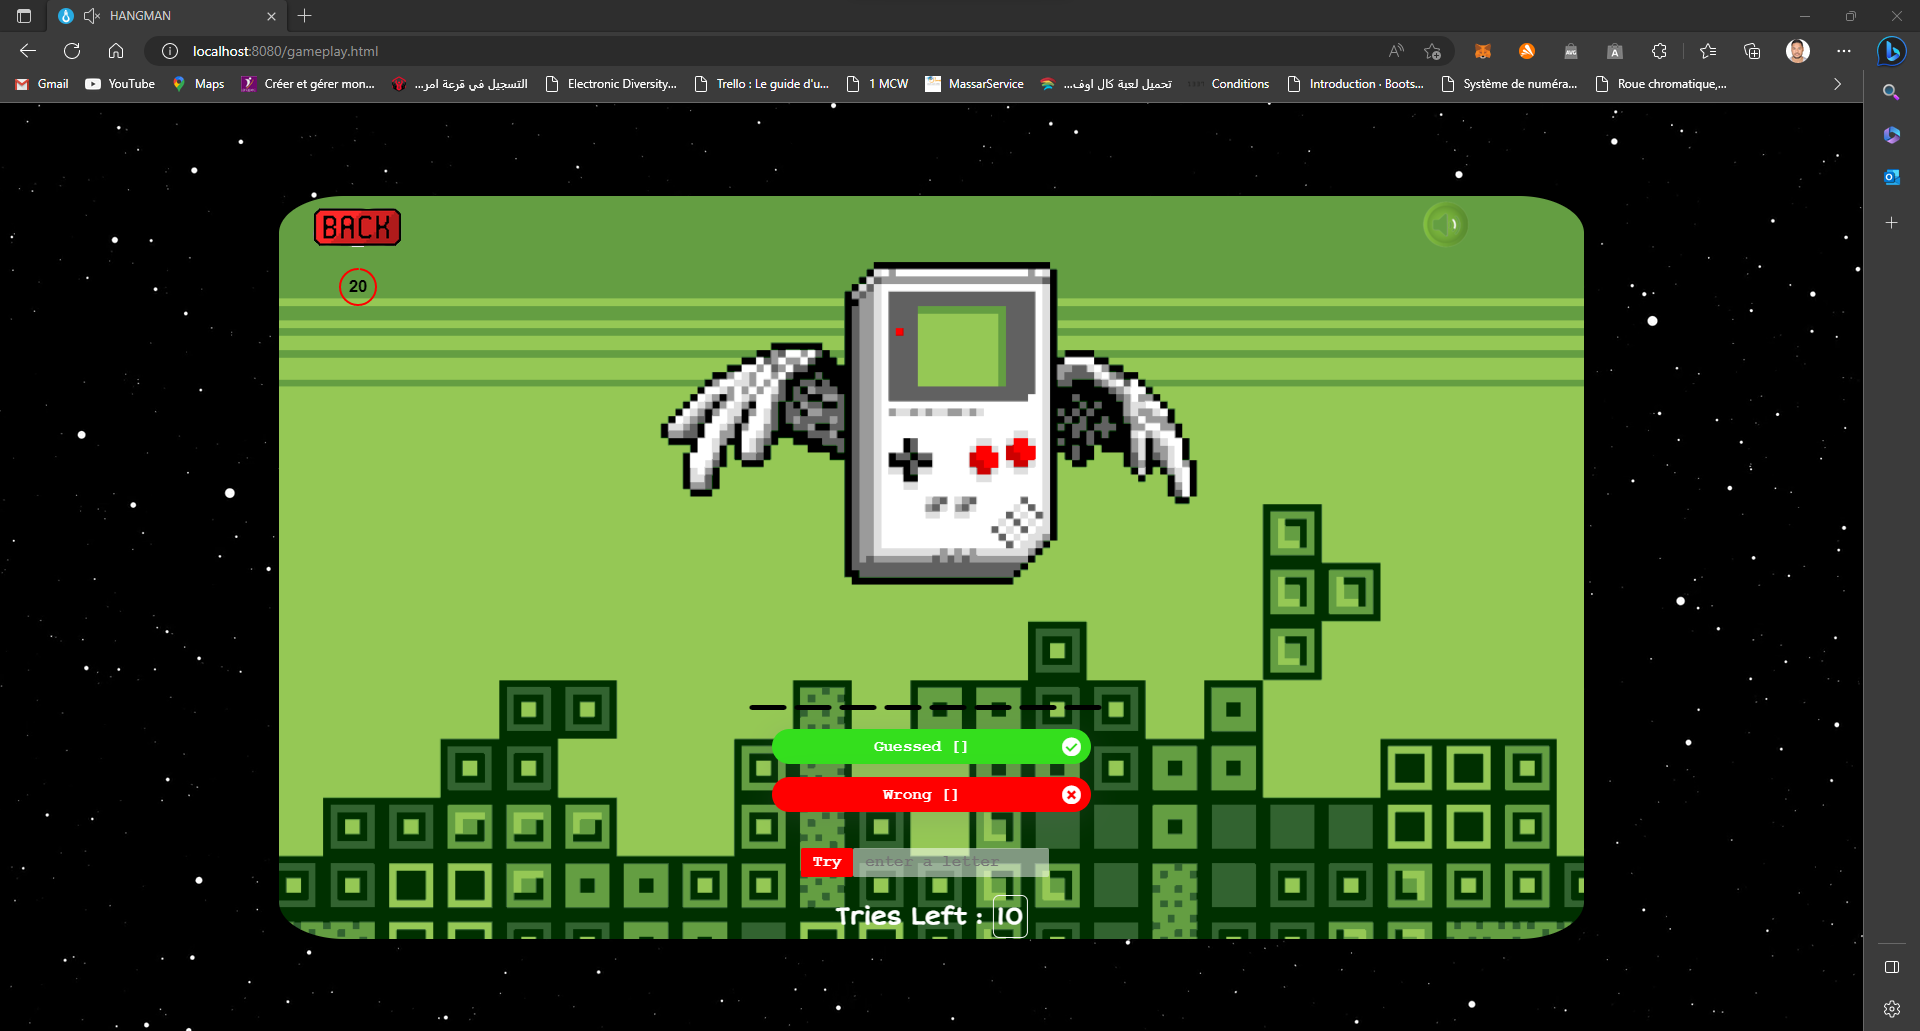 HANGMAN
localhost:8080/gameplay.html
Gmail
YouTube
Maps
Créer et gérer mon...
التسجيل في قرعة امر...
Electronic Diversity...
Trello : Le guide d'u...
1 MCW
MassarService
تحميل لعبة كال اوف...
Conditions
Introduction · Boots...
Système de numéra...
Roue chromatique,...
BACK
20
Guessed []
Wrong []
Try
enter a letter
Tries Left : 10